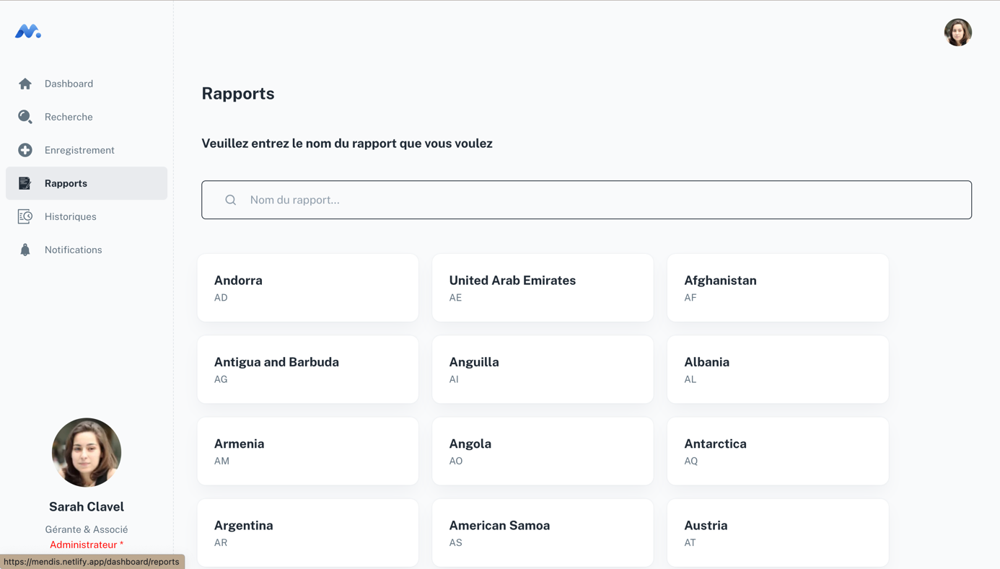 Dashboard
Recherche
Enregistrement
Rapports
Historiques
Notifications
Sarah Clavel
Gérante & Associé
Administrateur *
https://mendis.netlify.app/dashboard/reports
Rapports
Veuillez entrez le nom du rapport que vous voulez
Nom du rapport...
Andorra
AD
United Arab Emirates
AE
Afghanistan
AF
Antigua and Barbuda
AG
Anguilla
AI
Albania
AL
Armenia
AM
Angola
AO
Antarctica
AQ
Argentina
AR
American Samoa
AS
Austria
AT